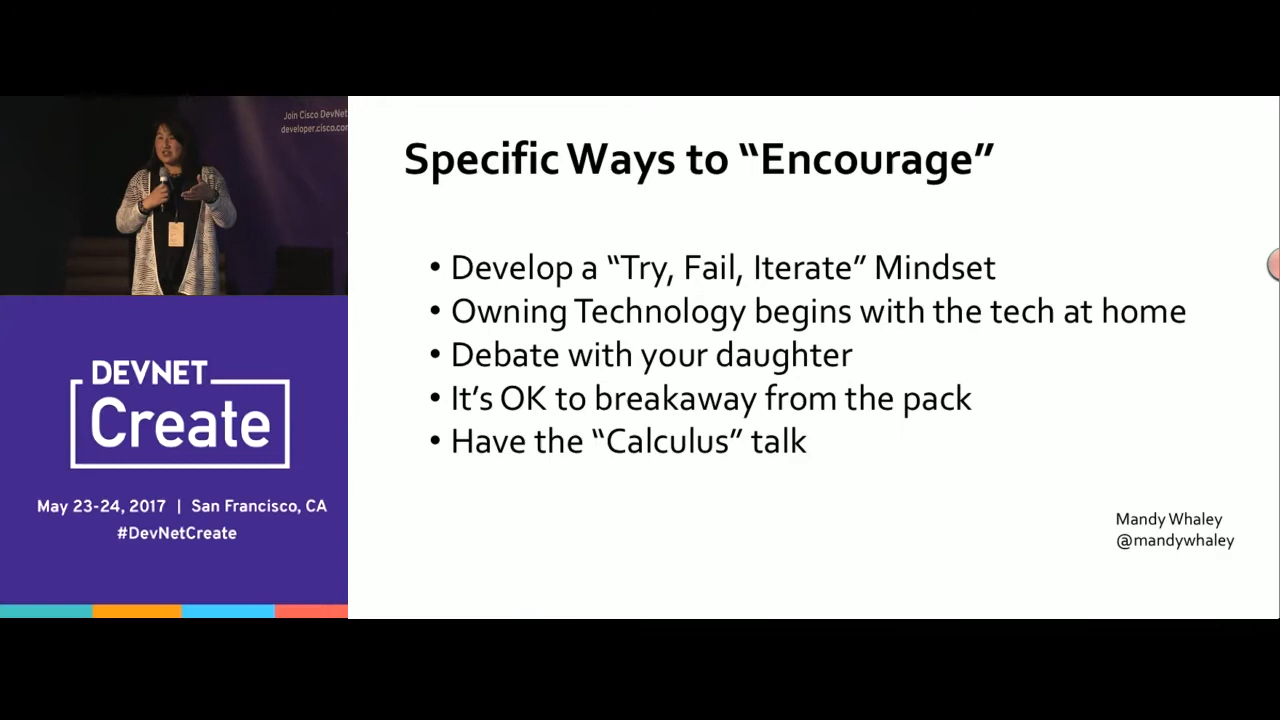 Join Cisco DevNet
developer.cisco.com
Specific Ways to “Encourage”
• Develop a “Try, Fail, Iterate” Mindset
• Owning Technology begins with the tech at home
• Debate with your daughter
• It’s OK to breakaway from the pack
• Have the “Calculus” talk
Mandy Whaley
@mandywhaley
DEVNET
Create
May 23-24, 2017 | San Francisco, CA
#DevNetCreate